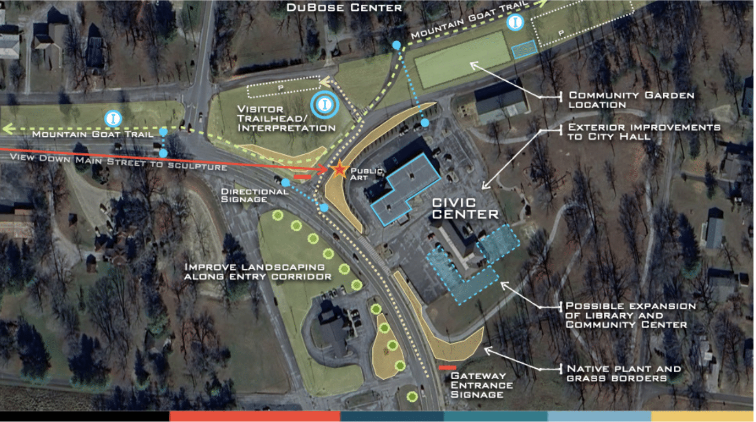 DuBose Center
Mountain Goat Trail
P
I
P
I
Visitor
Trailhead/
Interpretation
I
Mountain Goat Trail
View Down Main Street to sculpture
Community Garden
location
Exterior improvements
to City Hall
Public
Art
Directional
Signage
Civic
Center
Improve landscaping
along entry corridor
Possible expansion
of library and
Community Center
Native plant and
grass borders
Gateway
Entrance
Signage